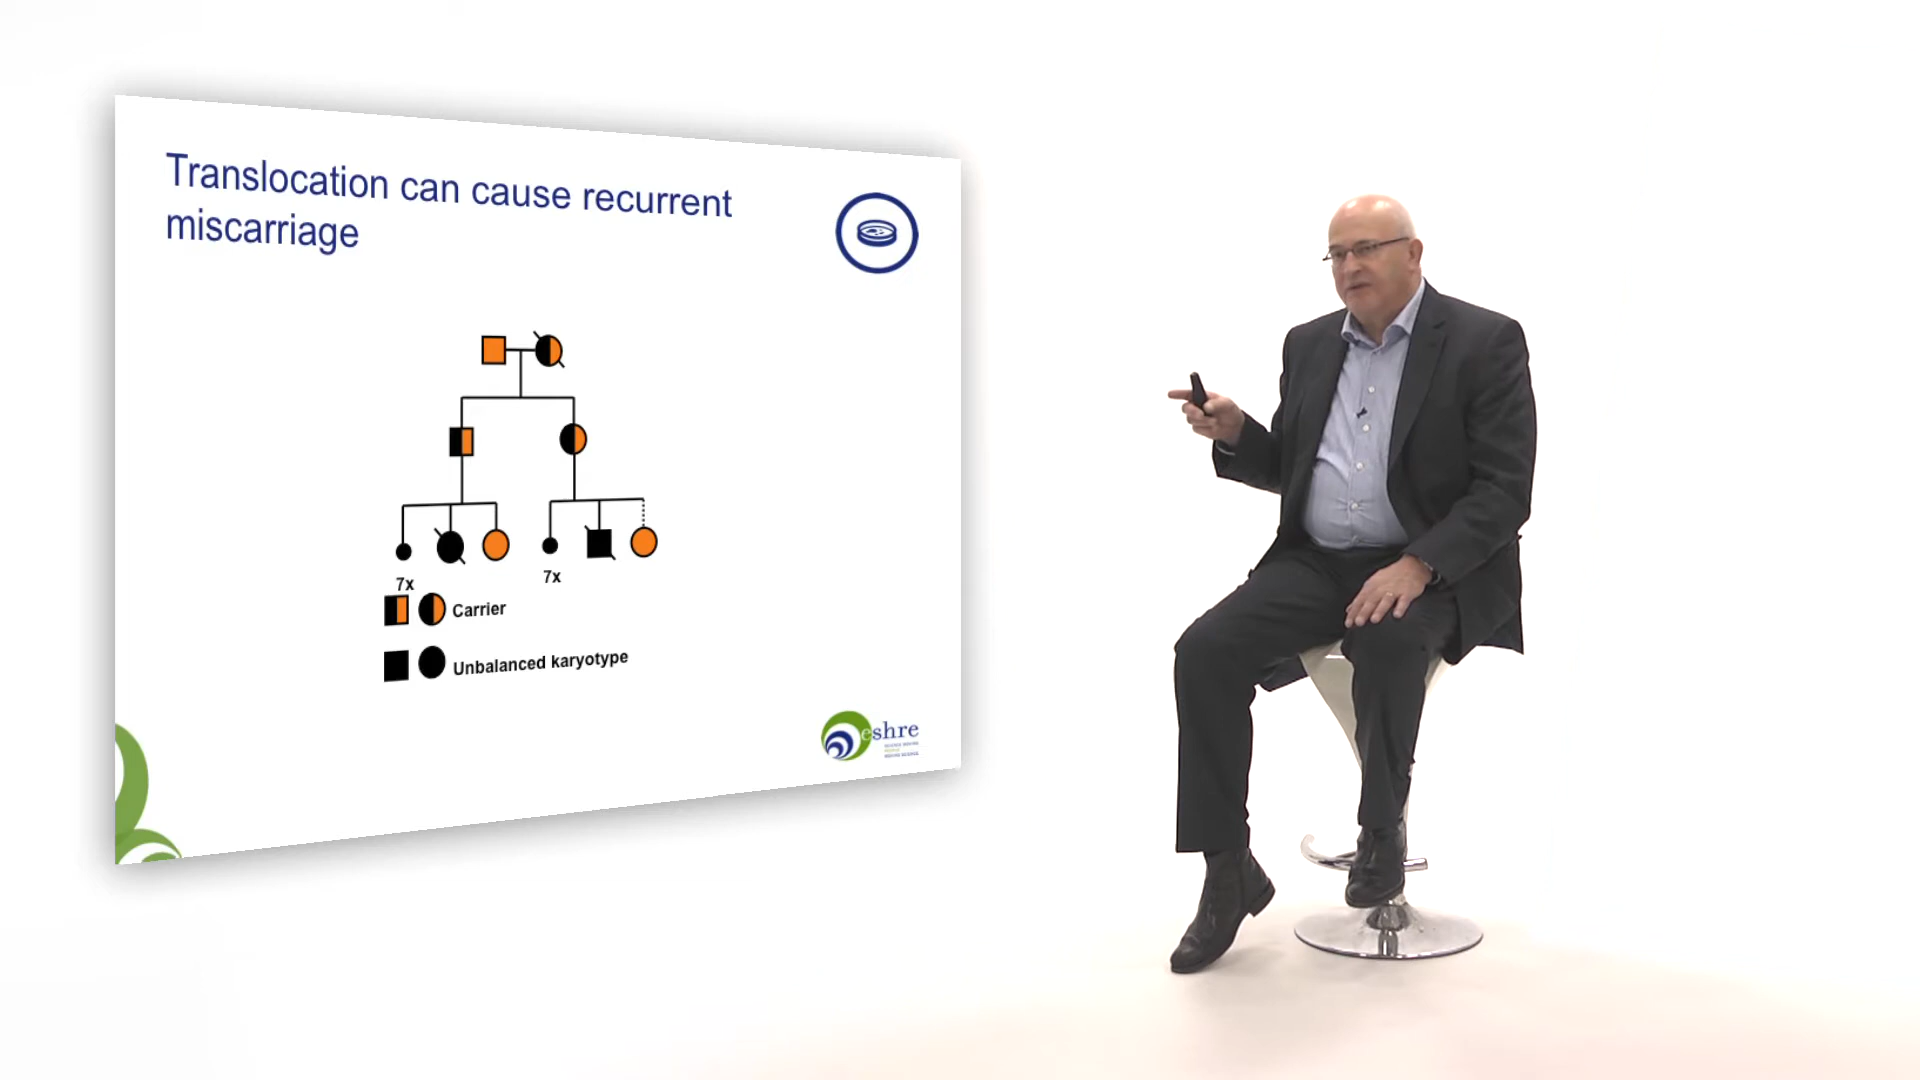 Translocation can cause recurrent
miscarriage
7x
7x
Carrier
Unbalanced karyotype
eshre